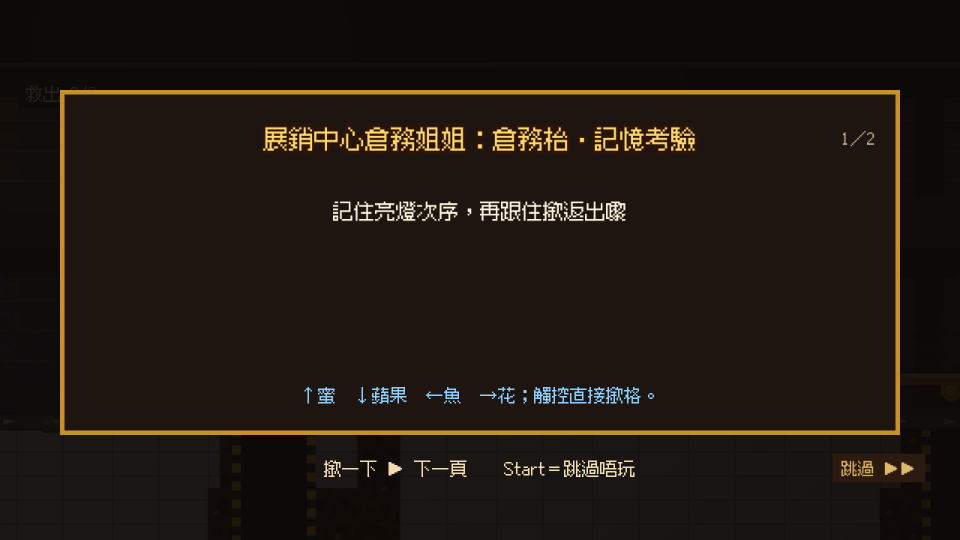 救出
展銷中心倉務姐姐：倉務枱・記憶考驗
1／2
記住亮燈次序，再跟住撳返出嚟
↑蜜　↓蘋果　←魚　→花；觸控直接撳格。
撳一下 ▶ 下一頁　Start＝跳過唔玩
跳過 ▶▶